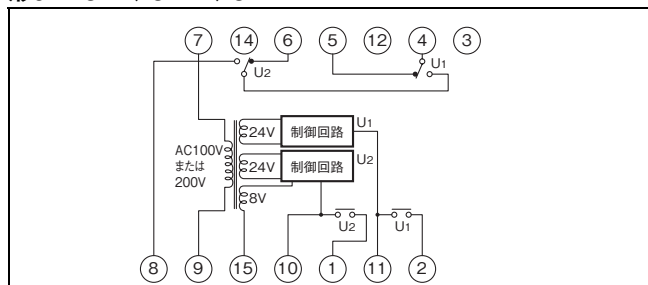 ⑦ ⑭ ⑥ ⑤ ⑫ ④ ③
U2 U1
24V 制御回路 U1
AC100V
または
200V
24V 制御回路 U2
8V
U2 U1
⑧ ⑨ ⑮ ⑩ ① ⑪ ②